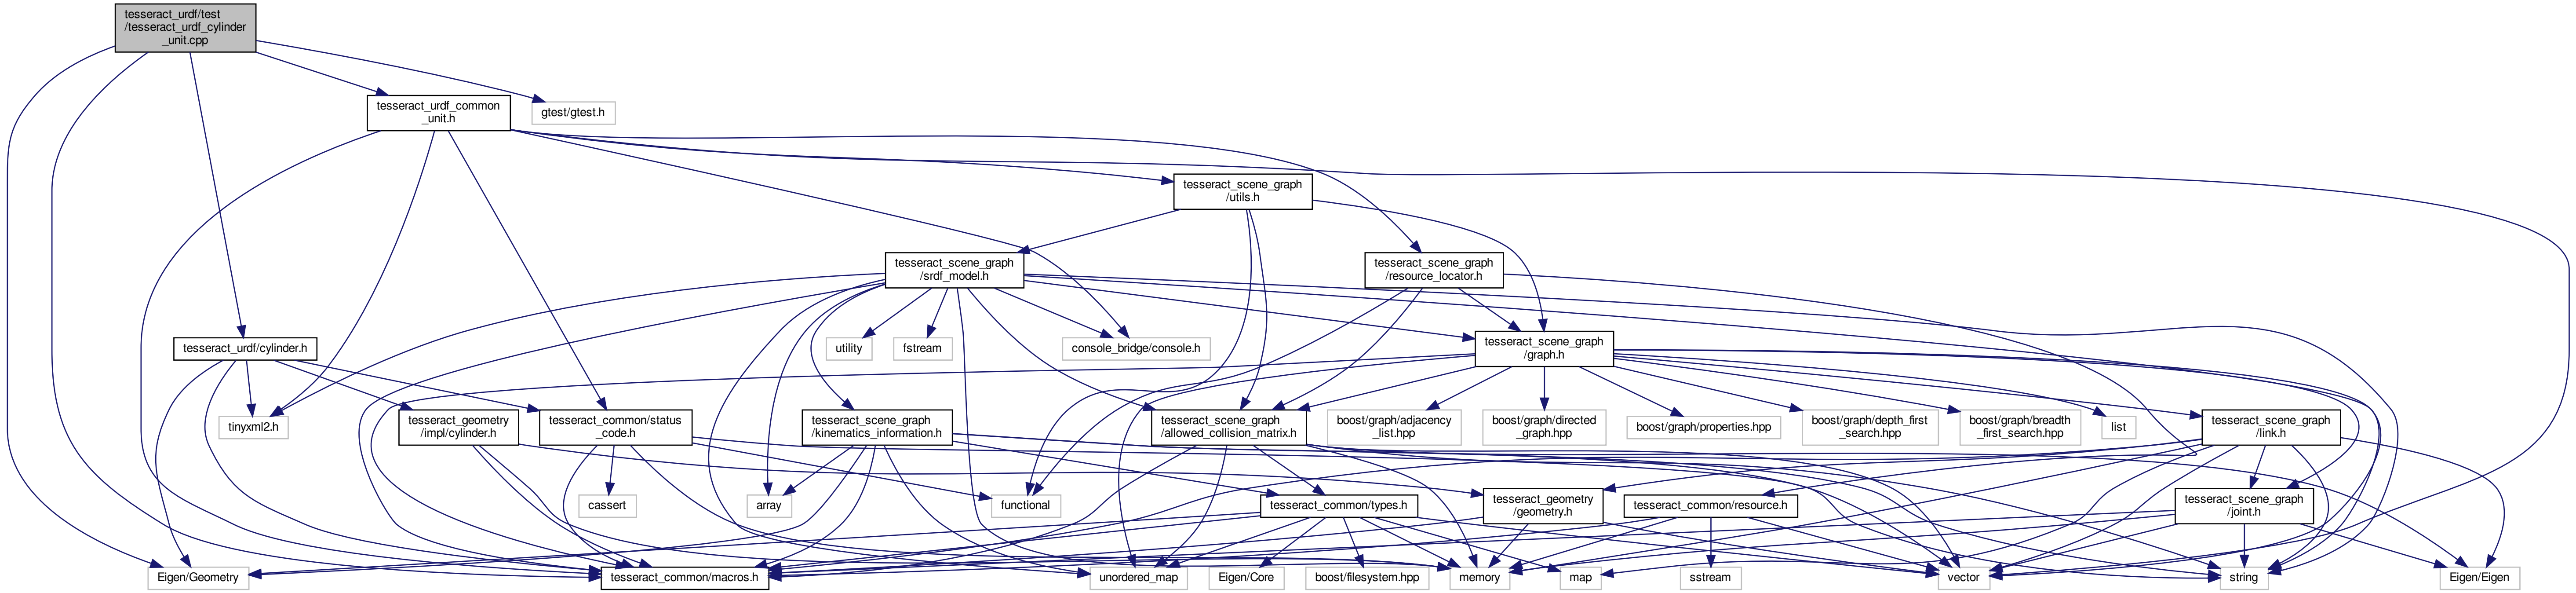 tesseract_urdf/test
/tesseract_urdf_cylinder
_unit.cpp
tesseract_urdf_common
_unit.h
gtest/gtest.h
tesseract_scene_graph
/utils.h
tesseract_scene_graph
/srdf_model.h
tesseract_scene_graph
/resource_locator.h
tesseract_urdf/cylinder.h
utility
fstream
console_bridge/console.h
tesseract_scene_graph
/graph.h
tinyxml2.h
tesseract_geometry
/impl/cylinder.h
tesseract_common/status
_code.h
tesseract_scene_graph
/kinematics_information.h
tesseract_scene_graph
/allowed_collision_matrix.h
boost/graph/adjacency
_list.hpp
boost/graph/directed
_graph.hpp
boost/graph/properties.hpp
boost/graph/depth_first
_search.hpp
boost/graph/breadth
_first_search.hpp
list
tesseract_scene_graph
/link.h
cassert
array
functional
tesseract_common/types.h
tesseract_geometry
/geometry.h
tesseract_common/resource.h
tesseract_scene_graph
/joint.h
Eigen/Geometry
tesseract_common/macros.h
unordered_map
Eigen/Core
boost/filesystem.hpp
memory
map
sstream
vector
string
Eigen/Eigen